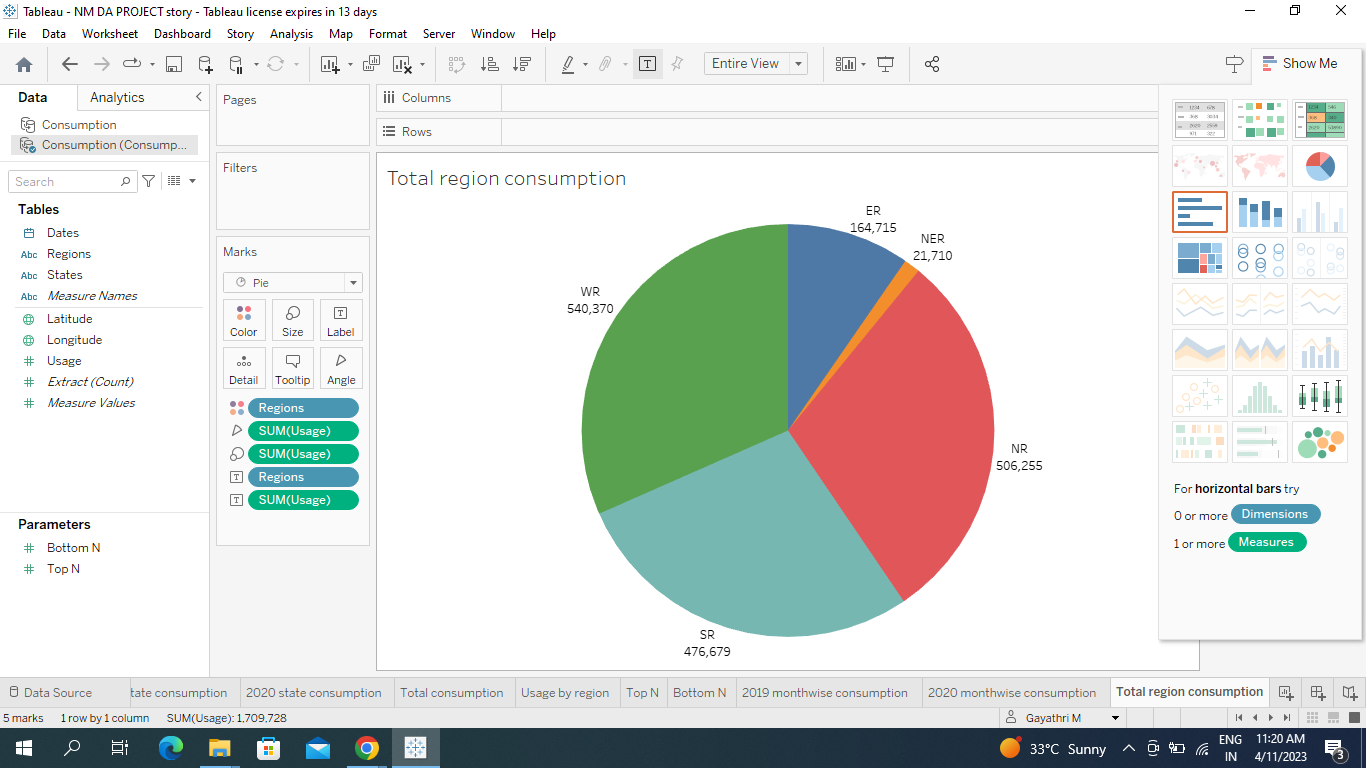 Tableau - NM DA PROJECT story - Tableau license expires in 13 days
File Data Worksheet Dashboard Story Analysis Map Format Server Window Help
Entire View
Show Me
Data Analytics
Consumption
Consumption (Consump...
Search
Tables
Dates
Abc Regions
Abc States
Abc Measure Names
Latitude
Longitude
Usage
Extract (Count)
Measure Values
Parameters
Bottom N
Top N
Pages
Filters
Marks
Pie
Color Size Label
Detail Tooltip Angle
Regions
SUM(Usage)
SUM(Usage)
Regions
SUM(Usage)
Columns
Rows
Total region consumption
ER
164,715
NER
21,710
WR
540,370
NR
506,255
SR
476,679
For horizontal bars try
0 or more Dimensions
1 or more Measures
Data Source tate consumption 2020 state consumption Total consumption Usage by region Top N Bottom N 2019 monthwise consumption 2020 monthwise consumption Total region consumption
5 marks 1 row by 1 column SUM(Usage): 1,709,728 Gayathri M
33°C Sunny
ENG
IN
11:20 AM
4/11/2023
3